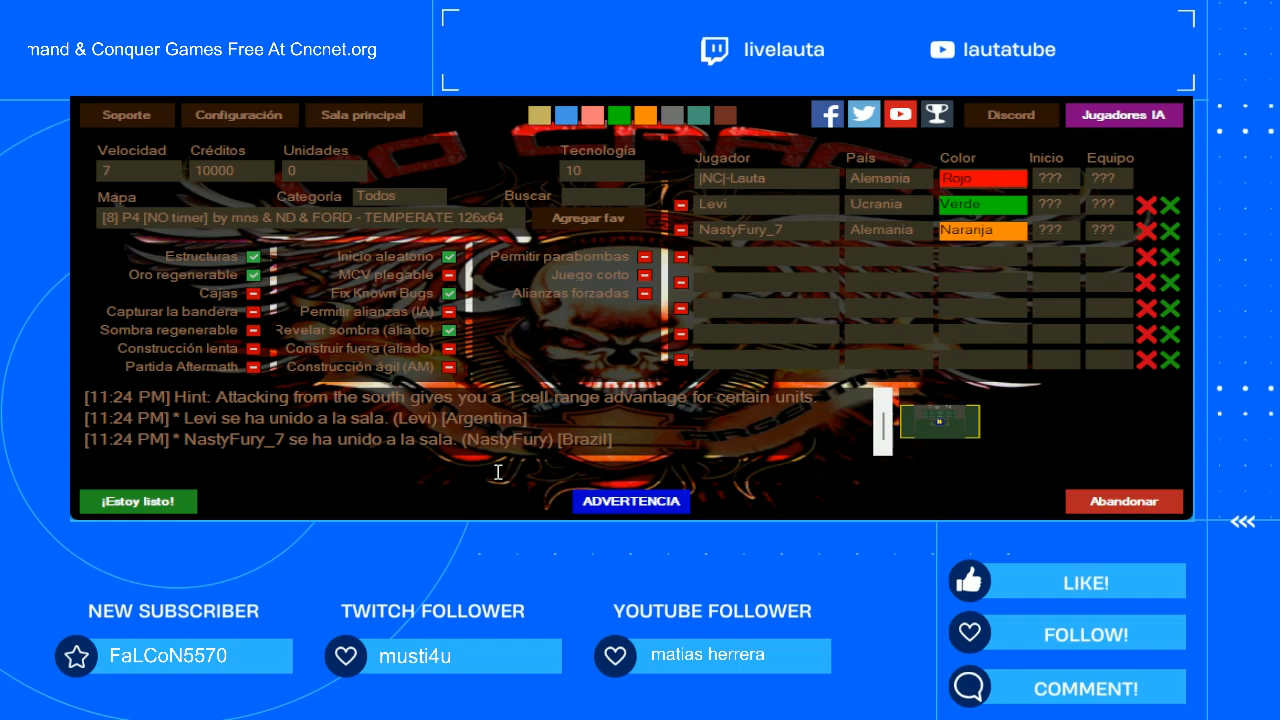 mand & Conquer Games Free At Cncnet.org
livelauta
lautatube
Soporte
Configuración
Sala principal
Discord
Jugadores IA
Velocidad
Créditos
Unidades
Tecnología
7
10000
0
10
Mapa
Categoría
Todos
Buscar
[8] P4 [NO timer] by mns & ND & FORD - TEMPERATE 126x64
Agregar fav
Jugador
País
Color
Inicio
Equipo
|NC|-Lauta
Alemania
Rojo
???
???
Levi
Ucrania
Verde
???
???
NastyFury_7
Alemania
Naranja
???
???
Estructuras
Inicio aleatorio
Permitir parabombas
Oro regenerable
MCV plegable
Juego corto
Cajas
Fix Known Bugs
Alianzas forzadas
Capturar la bandera
Permitir alianzas (IA)
Sombra regenerable
Revelar sombra (aliado)
Construcción lenta
Construir fuera (aliado)
Partida Aftermath
Construcción ágil (AM)
[11:24 PM] Hint: Attacking from the south gives you a 1 cell range advantage for certain units.
[11:24 PM] * Levi se ha unido a la sala. (Levi) [Argentina]
[11:24 PM] * NastyFury_7 se ha unido a la sala. (NastyFury) [Brazil]
¡Estoy listo!
ADVERTENCIA
Abandonar
NEW SUBSCRIBER
TWITCH FOLLOWER
YOUTUBE FOLLOWER
FaLCoN5570
musti4u
matias herrera
LIKE!
FOLLOW!
COMMENT!